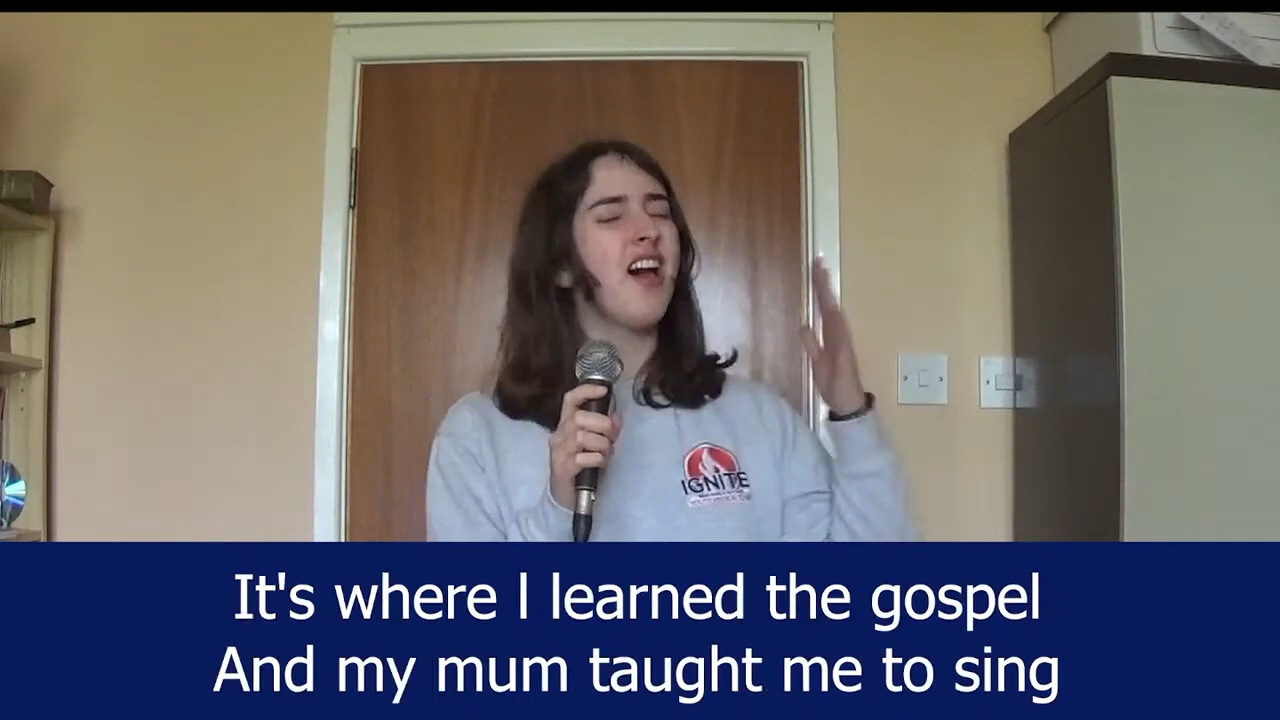 IGNITE
It's where I learned the gospel
And my mum taught me to sing